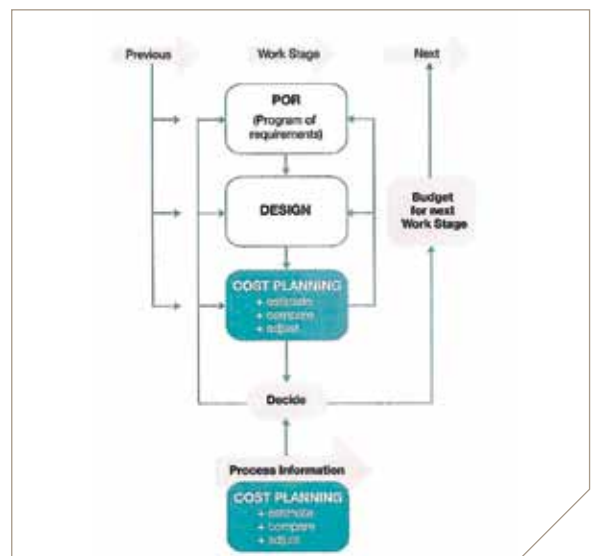 Previous
Work Stage
Next
POR
(Program of
requirements)
DESIGN
Budget
for next
Work Stage
COST PLANNING
+ estimate
+ compare
+ adjust
Decide
Process Information
COST PLANNING
+ estimate
+ compare
+ adjust